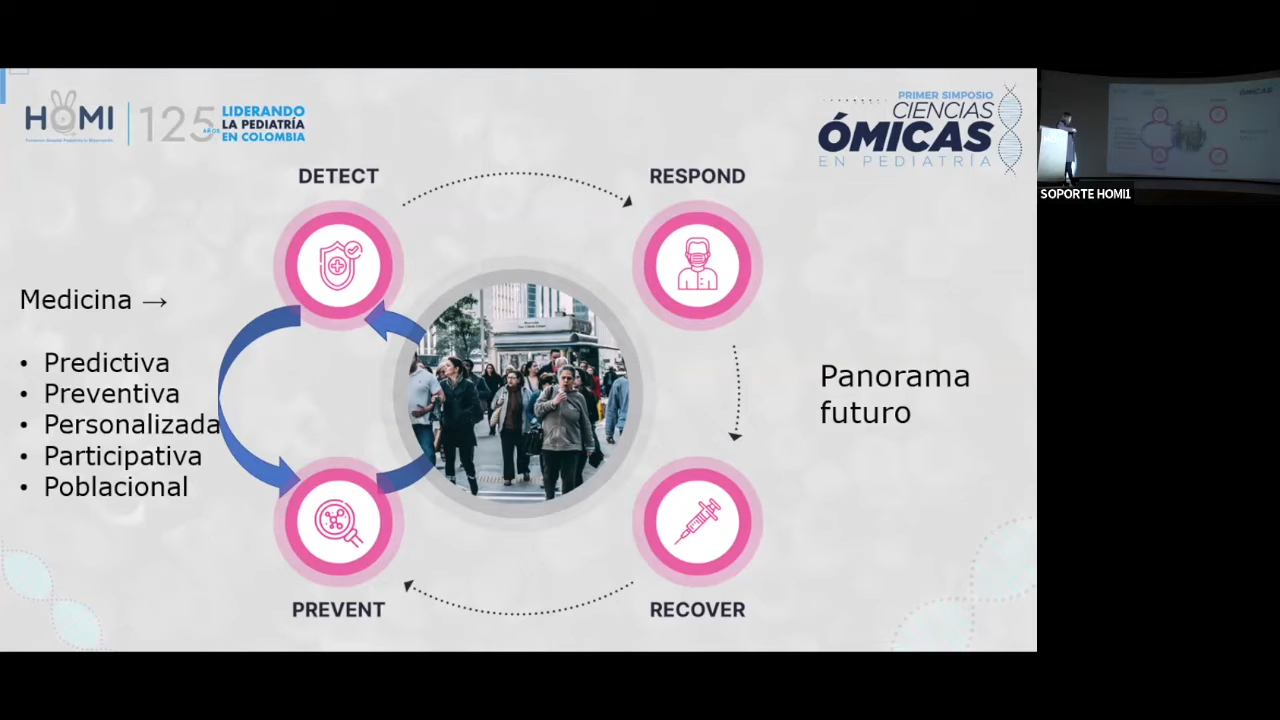 HOMI
125
AÑOS
LIDERANDO
LA PEDIATRÍA
EN COLOMBIA
PRIMER SIMPOSIO
CIENCIAS
ÓMICAS
EN PEDIATRÍA
SOPORTE HOMI1
DETECT
RESPOND
Medicina →
• Predictiva
• Preventiva
• Personalizada
• Participativa
• Poblacional
Panorama
futuro
PREVENT
RECOVER